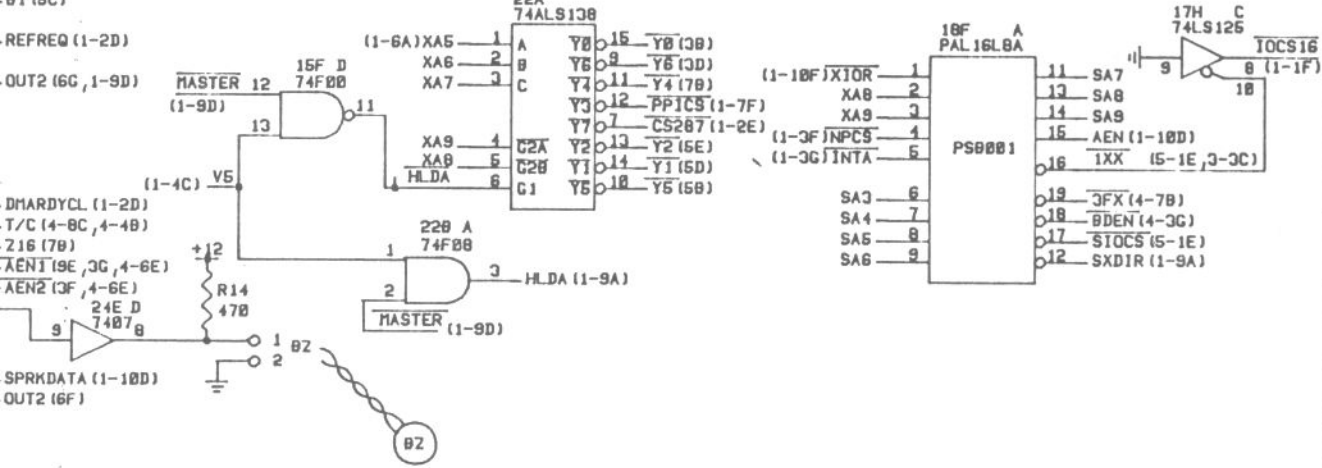 REFREQ (1-2D)
OUT2 (6G,1-9D)
DMARDYCL (1-2D)
T/C (4-8C,4-4B)
Z16 (7B)
AEN1 (9E,3G,4-6E)
AEN2 (3F,4-6E)
24E D
7407
9
8
SPRKDATA (1-10D)
OUT2 (6F)
+12
R14
470
1
2
BZ
BZ
MASTER
(1-9D)
12
13
15F D
74F00
11
V5
(1-4C)
HLDA
22B A
74F08
1
2
3
HLDA (1-9A)
MASTER
(1-9D)
22A
74ALS138
(1-6A) XA5 1 A Y0 15 Y0 (3B)
XA6 2 B Y6 9 Y6 (3D)
XA7 3 C Y4 11 Y4 (7B)
Y3 12 PPICS (1-7F)
Y7 7 CS287 (1-2E)
XA9 4 G2A Y2 13 Y2 (5E)
XA8 5 G2B Y1 14 Y1 (5D)
6 G1 Y5 10 Y5 (5B)
18F A
PAL16L8A
PS8001
(1-10F) XIOR 1
XA8 2
XA9 3
(1-3F) NPCS 4
(1-3G) INTA 5
SA3 6
SA4 7
SA5 8
SA6 9
11 SA7
13 SA8
14 SA9
15 AEN (1-10D)
16 1XX (5-1E,3-3C)
19 3FX (4-7B)
18 BDEN (4-3G)
17 SIOCS (5-1E)
12 SXDIR (1-9A)
17H C
74LS125
9
8
10
IOCS16
(1-1F)